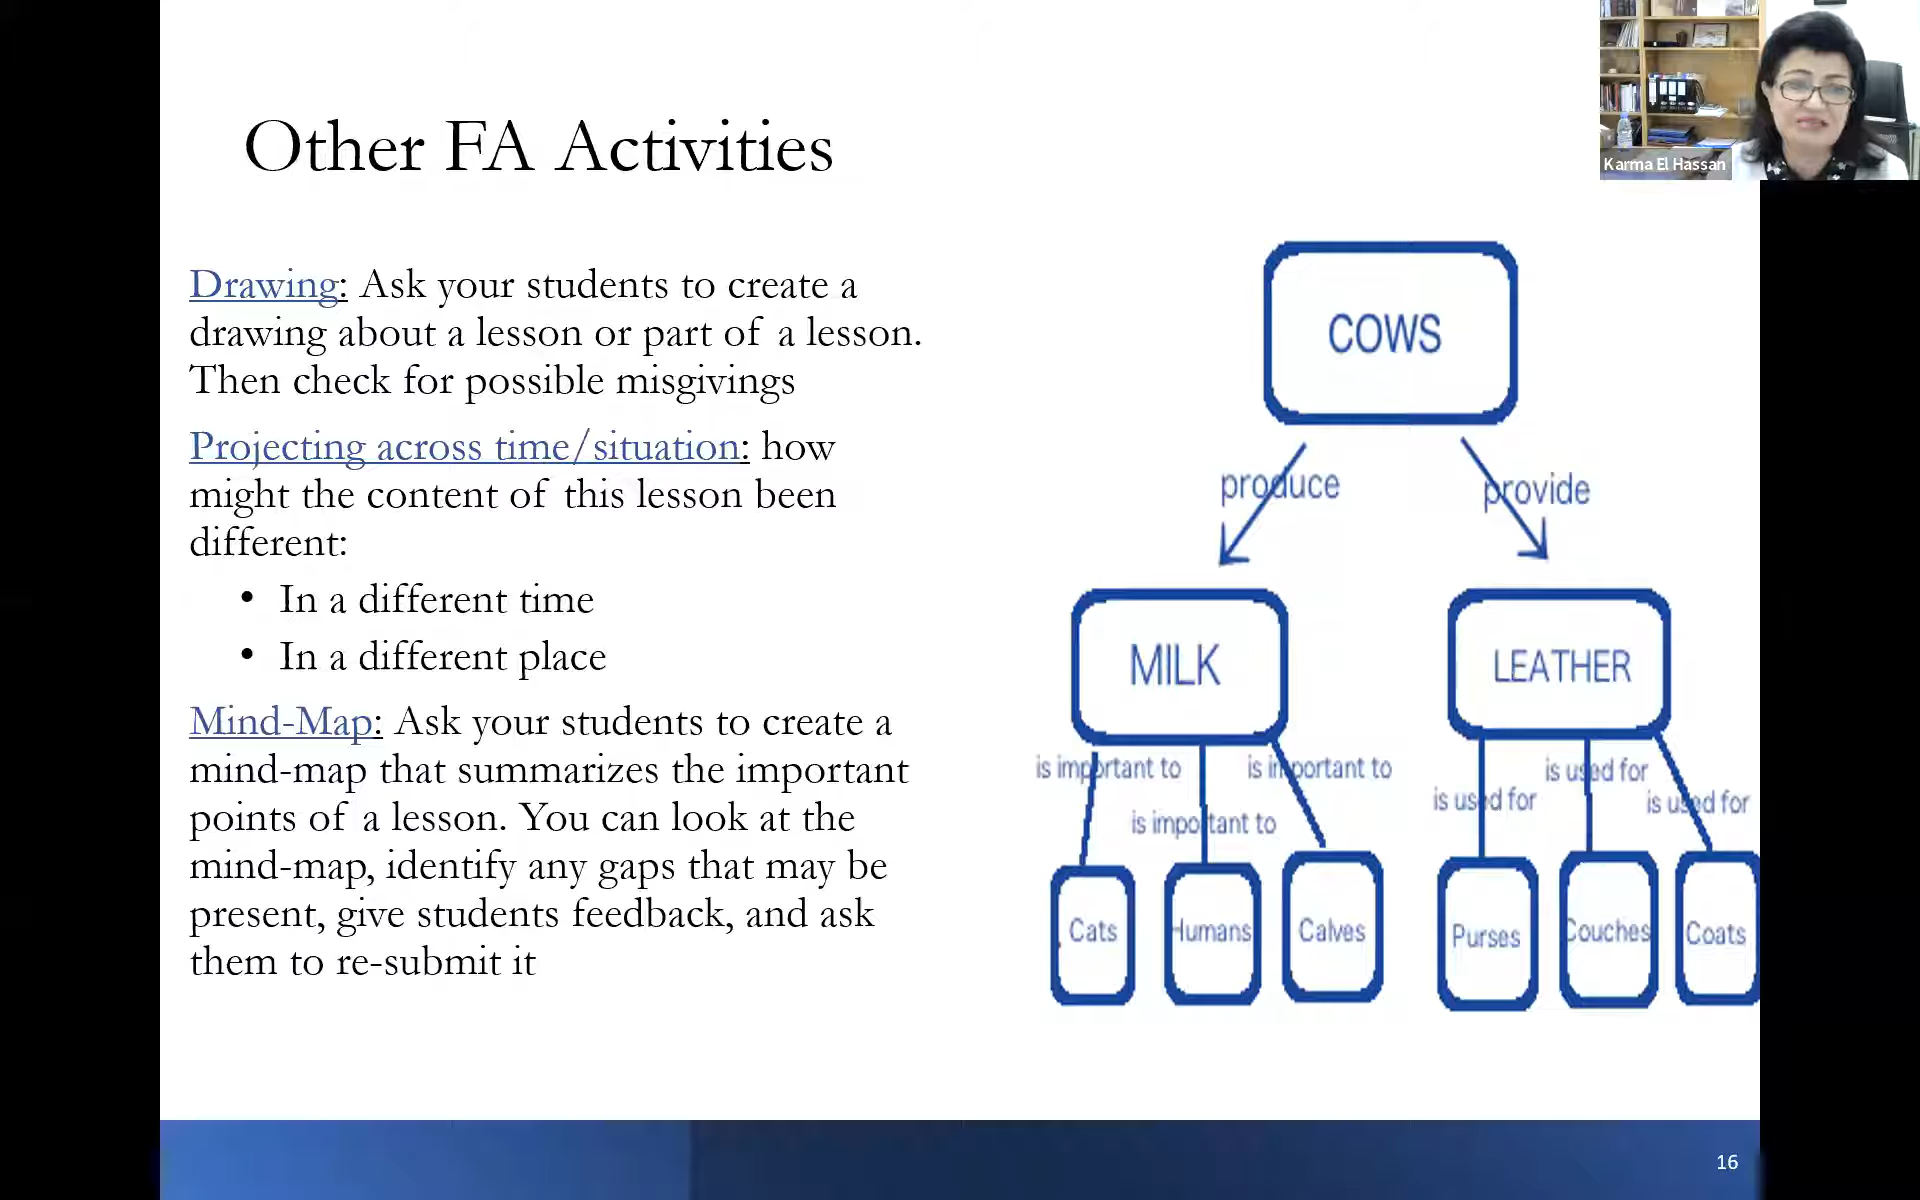 Karma El Hassan
Other FA Activities
Drawing: Ask your students to create a
drawing about a lesson or part of a lesson.
Then check for possible misgivings
Projecting across time/situation: how
might the content of this lesson been
different:
• In a different time
• In a different place
Mind-Map: Ask your students to create a
mind-map that summarizes the important
points of a lesson. You can look at the
mind-map, identify any gaps that may be
present, give students feedback, and ask
them to re-submit it
COWS
produce
provide
MILK
LEATHER
is important to
is important to
is important to
is used for
is used for
is used for
Cats
Humans
Calves
Purses
Couches
Coats
16